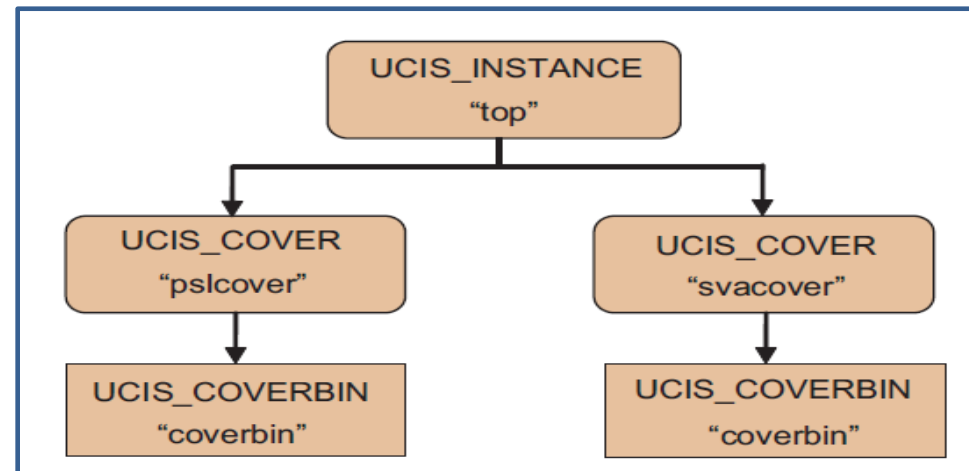 UCIS_INSTANCE
“top”
UCIS_COVER
“pslcover”
UCIS_COVER
“svacover”
UCIS_COVERBIN
“coverbin”
UCIS_COVERBIN
“coverbin”